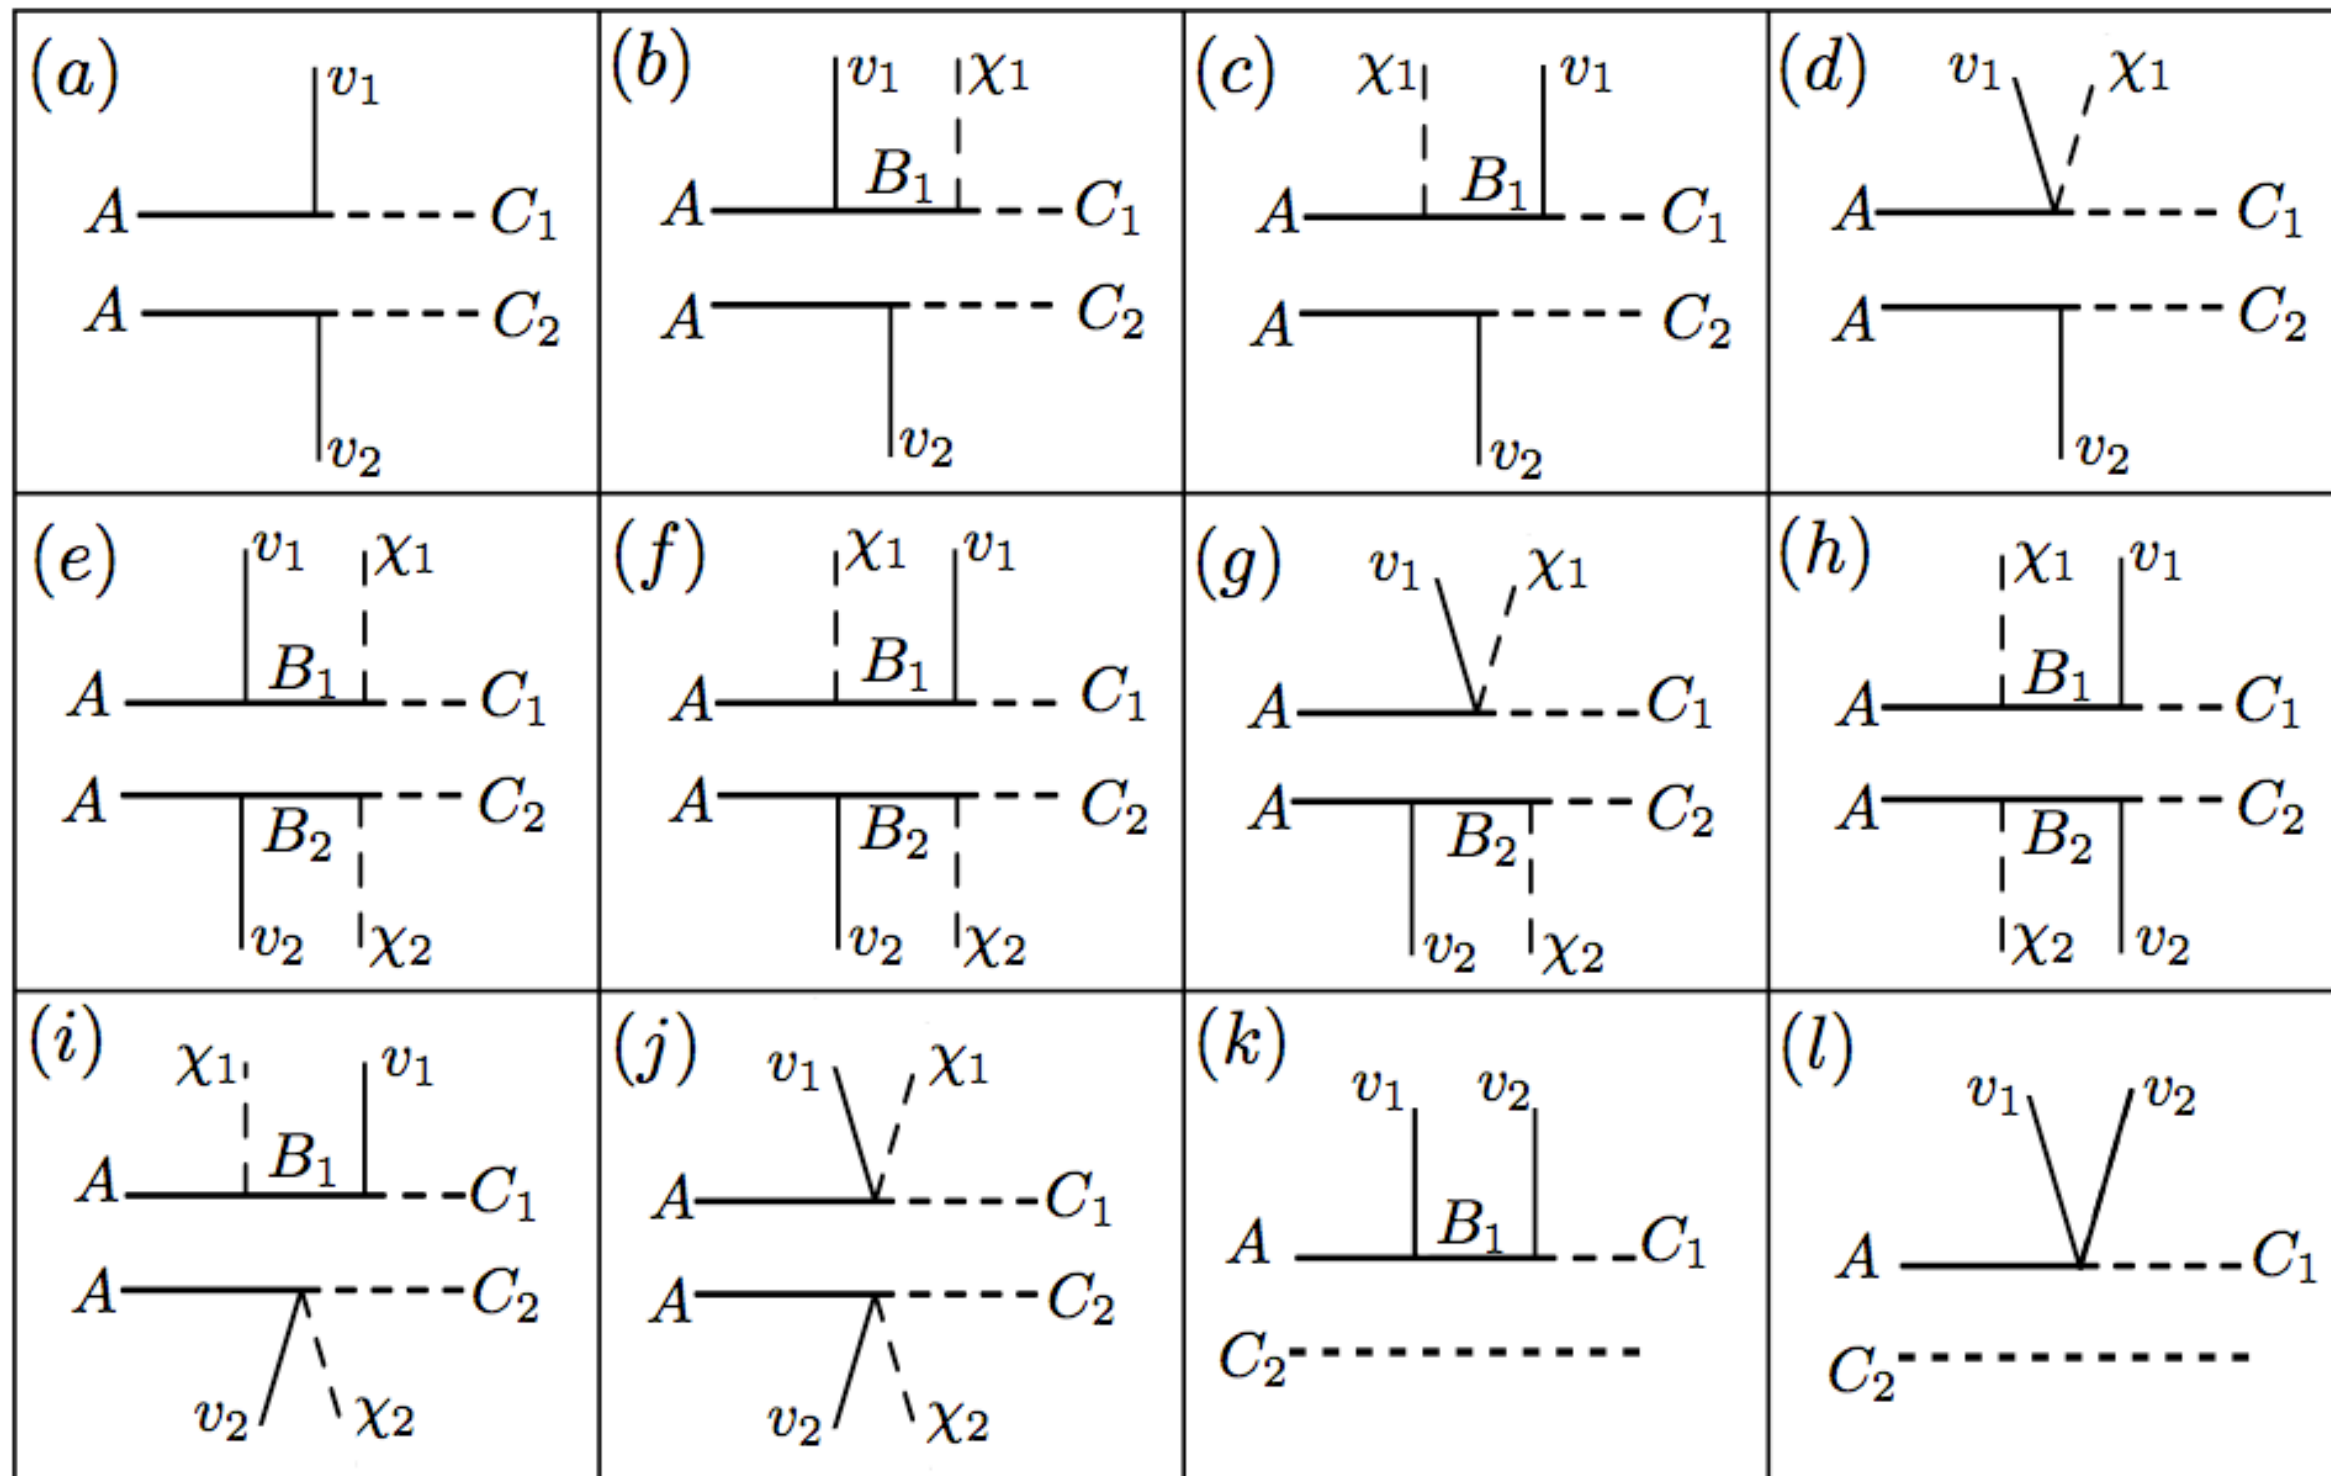 (a) v₁
A C₁
A C₂
v₂
(b) v₁ χ₁
B₁
A C₁
A C₂
v₂
(c) χ₁ v₁
B₁
A C₁
A C₂
v₂
(d) v₁ χ₁
A C₁
A C₂
v₂
(e) v₁ χ₁
B₁
A C₁
A C₂
B₂
v₂ χ₂
(f) χ₁ v₁
B₁
A C₁
A C₂
B₂
v₂ χ₂
(g) v₁ χ₁
A C₁
A C₂
B₂
v₂ χ₂
(h) χ₁ v₁
B₁
A C₁
A C₂
B₂
χ₂ v₂
(i) χ₁ v₁
B₁
A C₁
A C₂
v₂ χ₂
(j) v₁ χ₁
A C₁
A C₂
v₂ χ₂
(k) v₁ v₂
B₁
A C₁
C₂
(l) v₁ v₂
A C₁
C₂